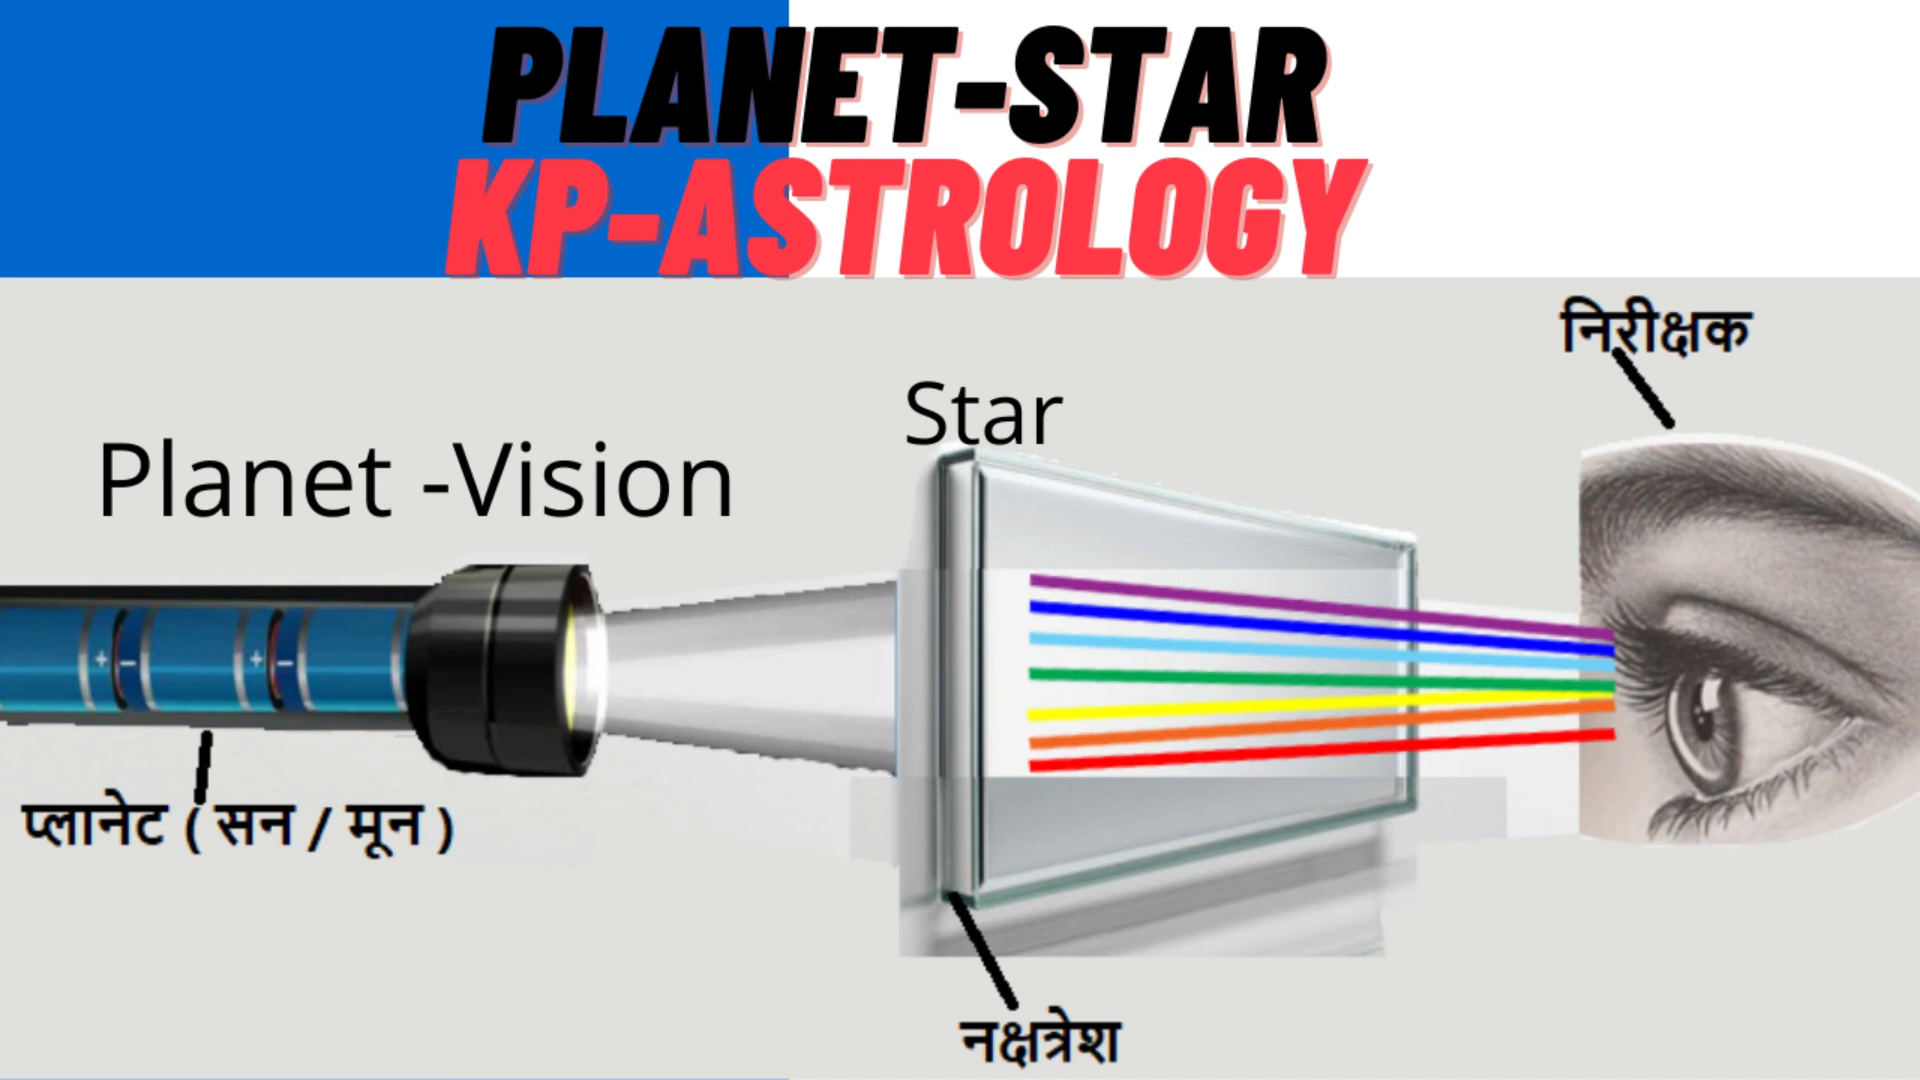 PLANET-STAR
KP-ASTROLOGY
निरीक्षक
Star
Planet -Vision
+ - + -
प्लानेट ( सन / मून )
नक्षत्रेश